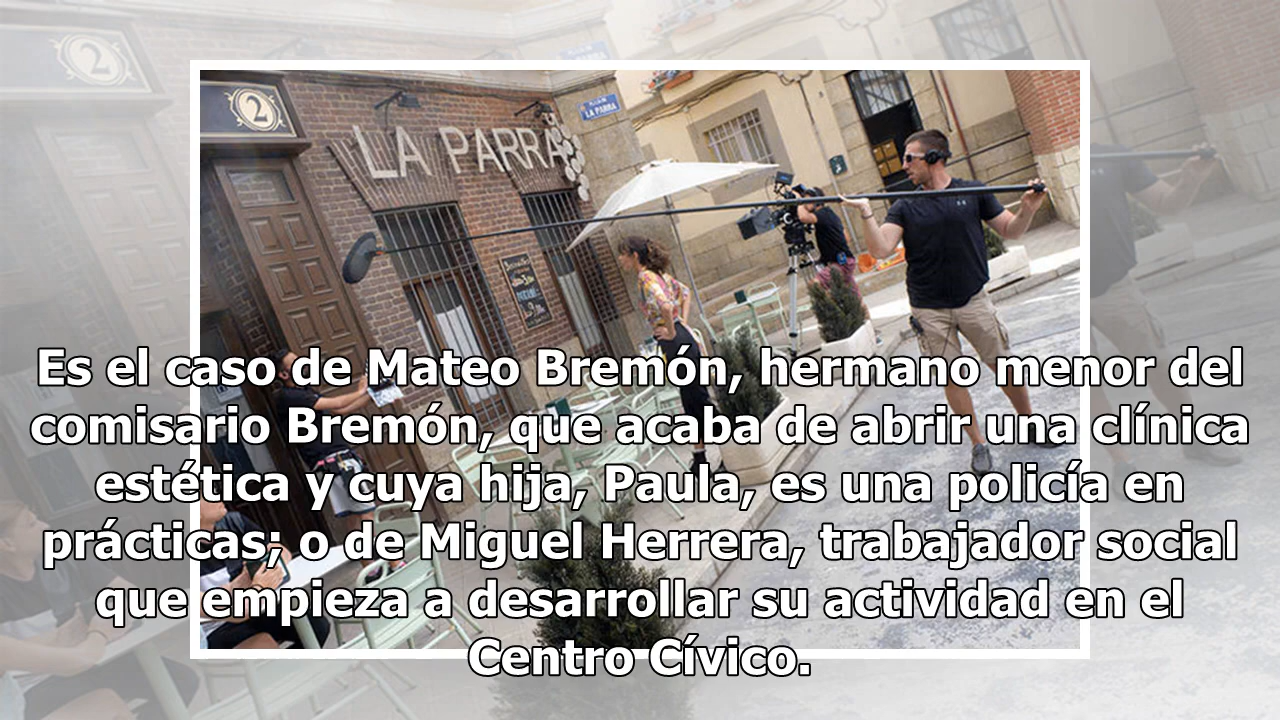 2
LA PARRA
LA PARRA
Es el caso de Mateo Bremón, hermano menor del
comisario Bremón, que acaba de abrir una clínica
estética y cuya hija, Paula, es una policía en
prácticas; o de Miguel Herrera, trabajador social
que empieza a desarrollar su actividad en el
Centro Cívico.